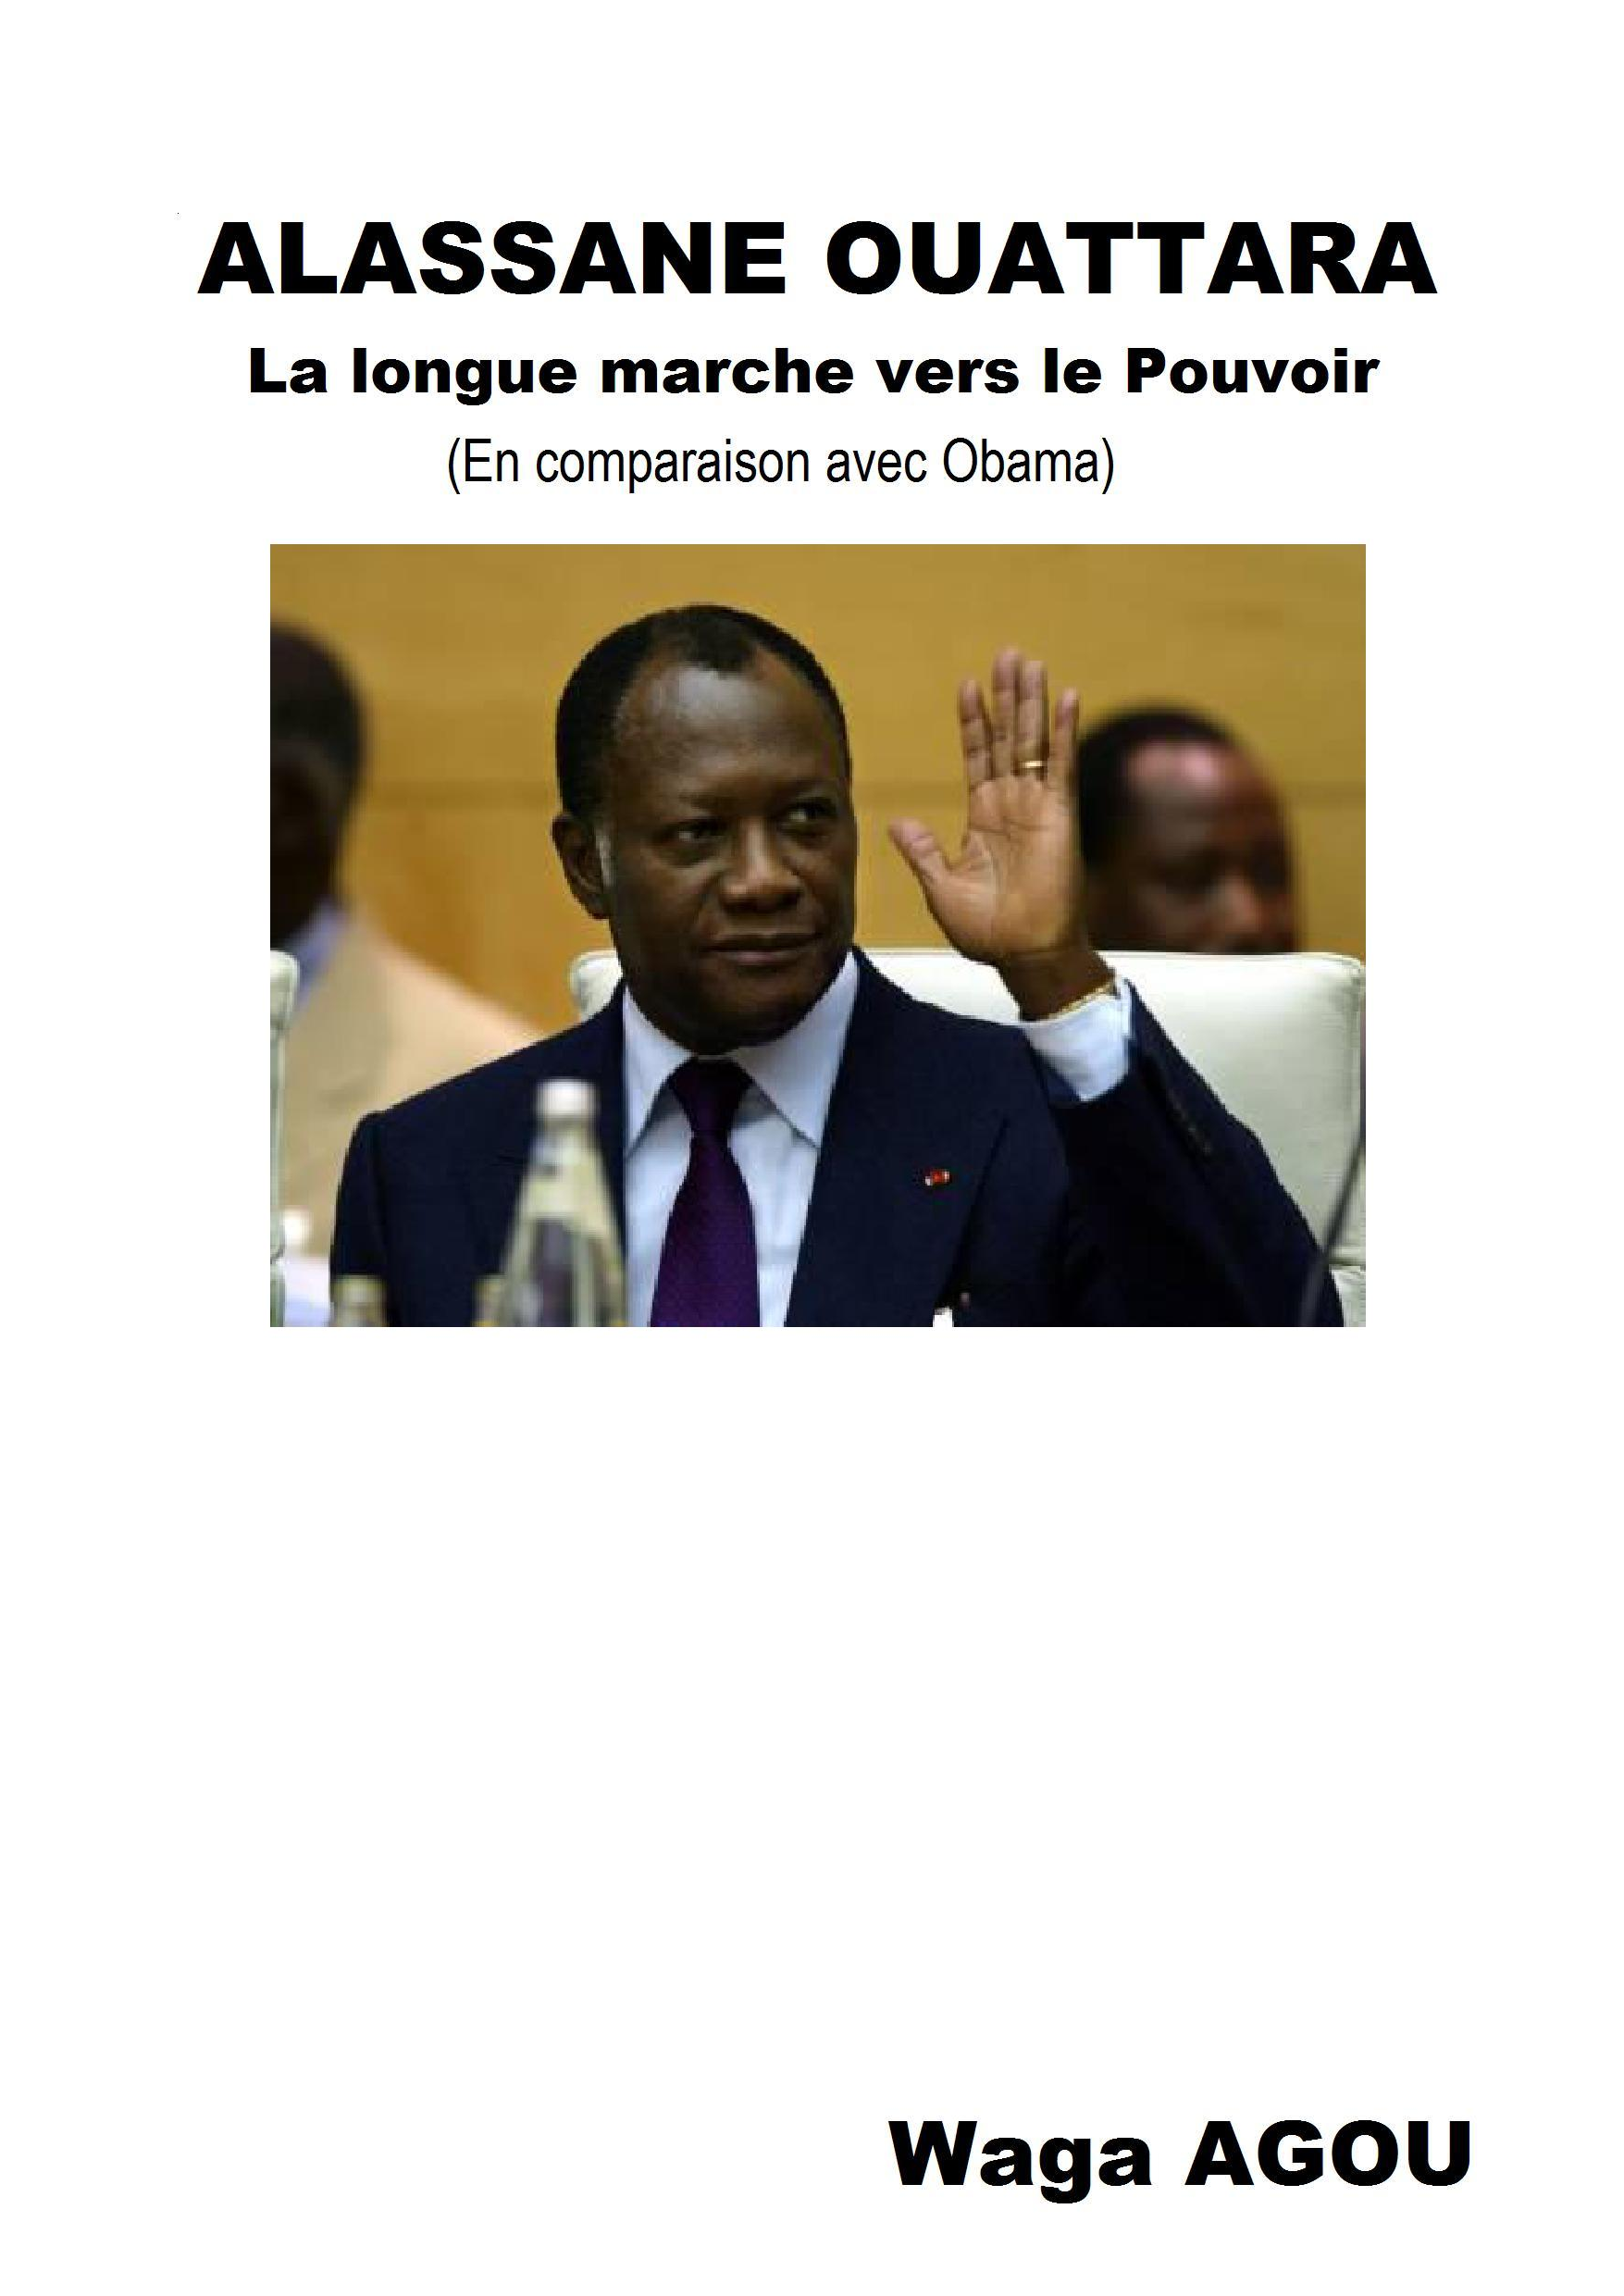 ALASSANE OUATTARA
La longue marche vers le Pouvoir
(En comparaison avec Obama)
Waga AGOU